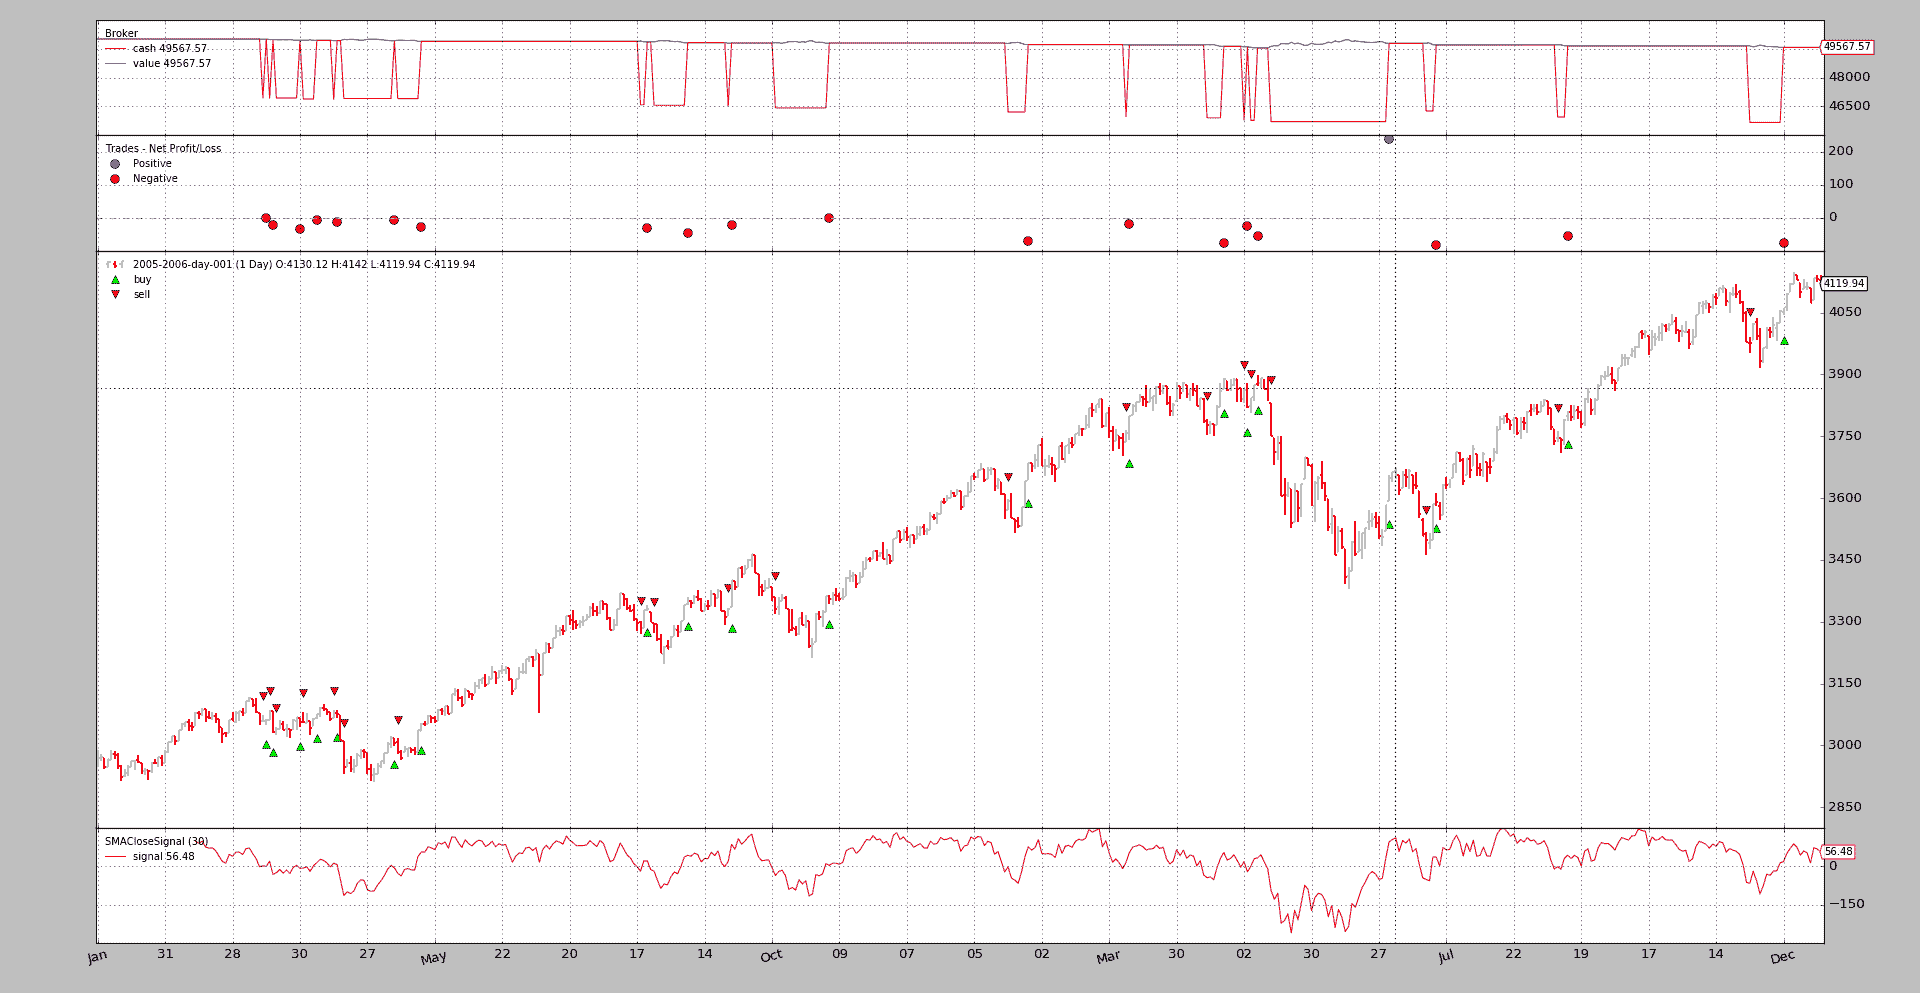 Broker
cash 49567.57
value 49567.57
49567.57
48000
46500
Trades - Net Profit/Loss
Positive
Negative
200
100
0
2005-2006-day-001 (1 Day) O:4130.12 H:4142 L:4119.94 C:4119.94
buy
sell
4119.94
4050
3900
3750
3600
3450
3300
3150
3000
2850
SMACloseSignal (30)
signal 56.48
56.48
0
−150
Jan 31 28 30 27 May 22 20 17 14 Oct 09 07 05 02 Mar 30 02 30 27 Jul 22 19 17 14 Dec